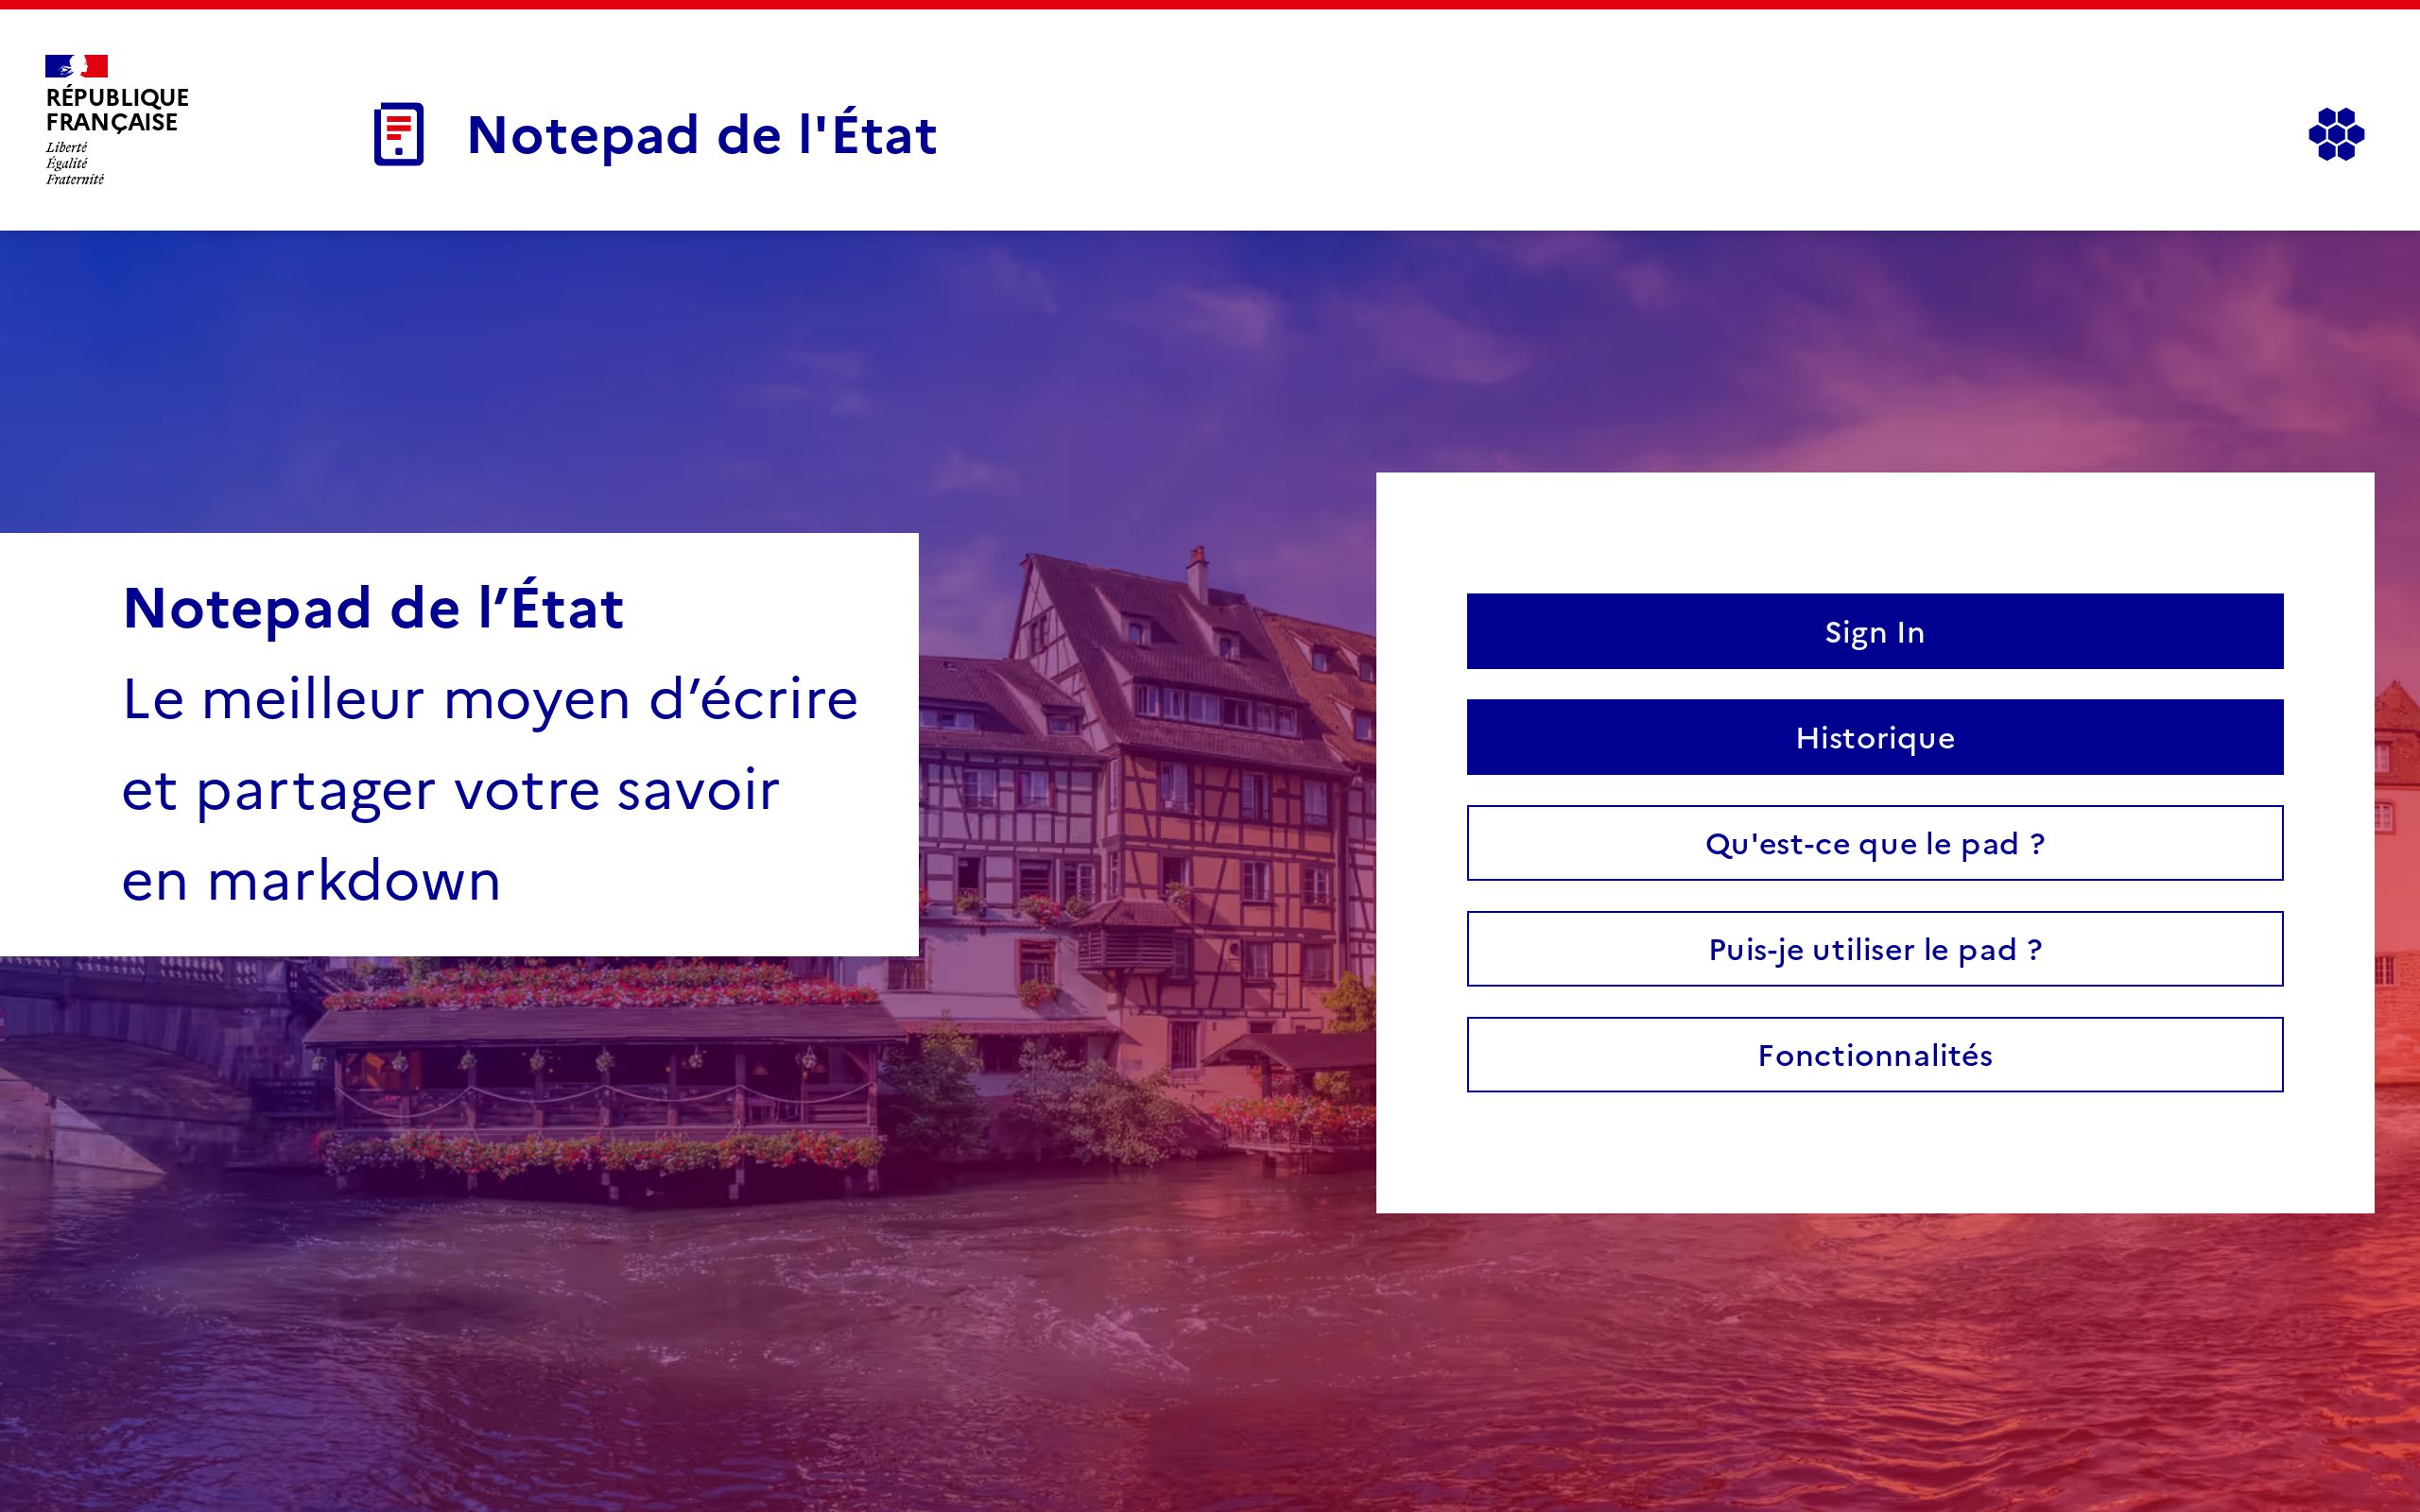 RÉPUBLIQUE
FRANÇAISE
Liberté
Égalité
Fraternité
Notepad de l'État
Notepad de l’État
Le meilleur moyen d’écrire
et partager votre savoir
en markdown
Sign In
Historique
Qu'est-ce que le pad ?
Puis-je utiliser le pad ?
Fonctionnalités